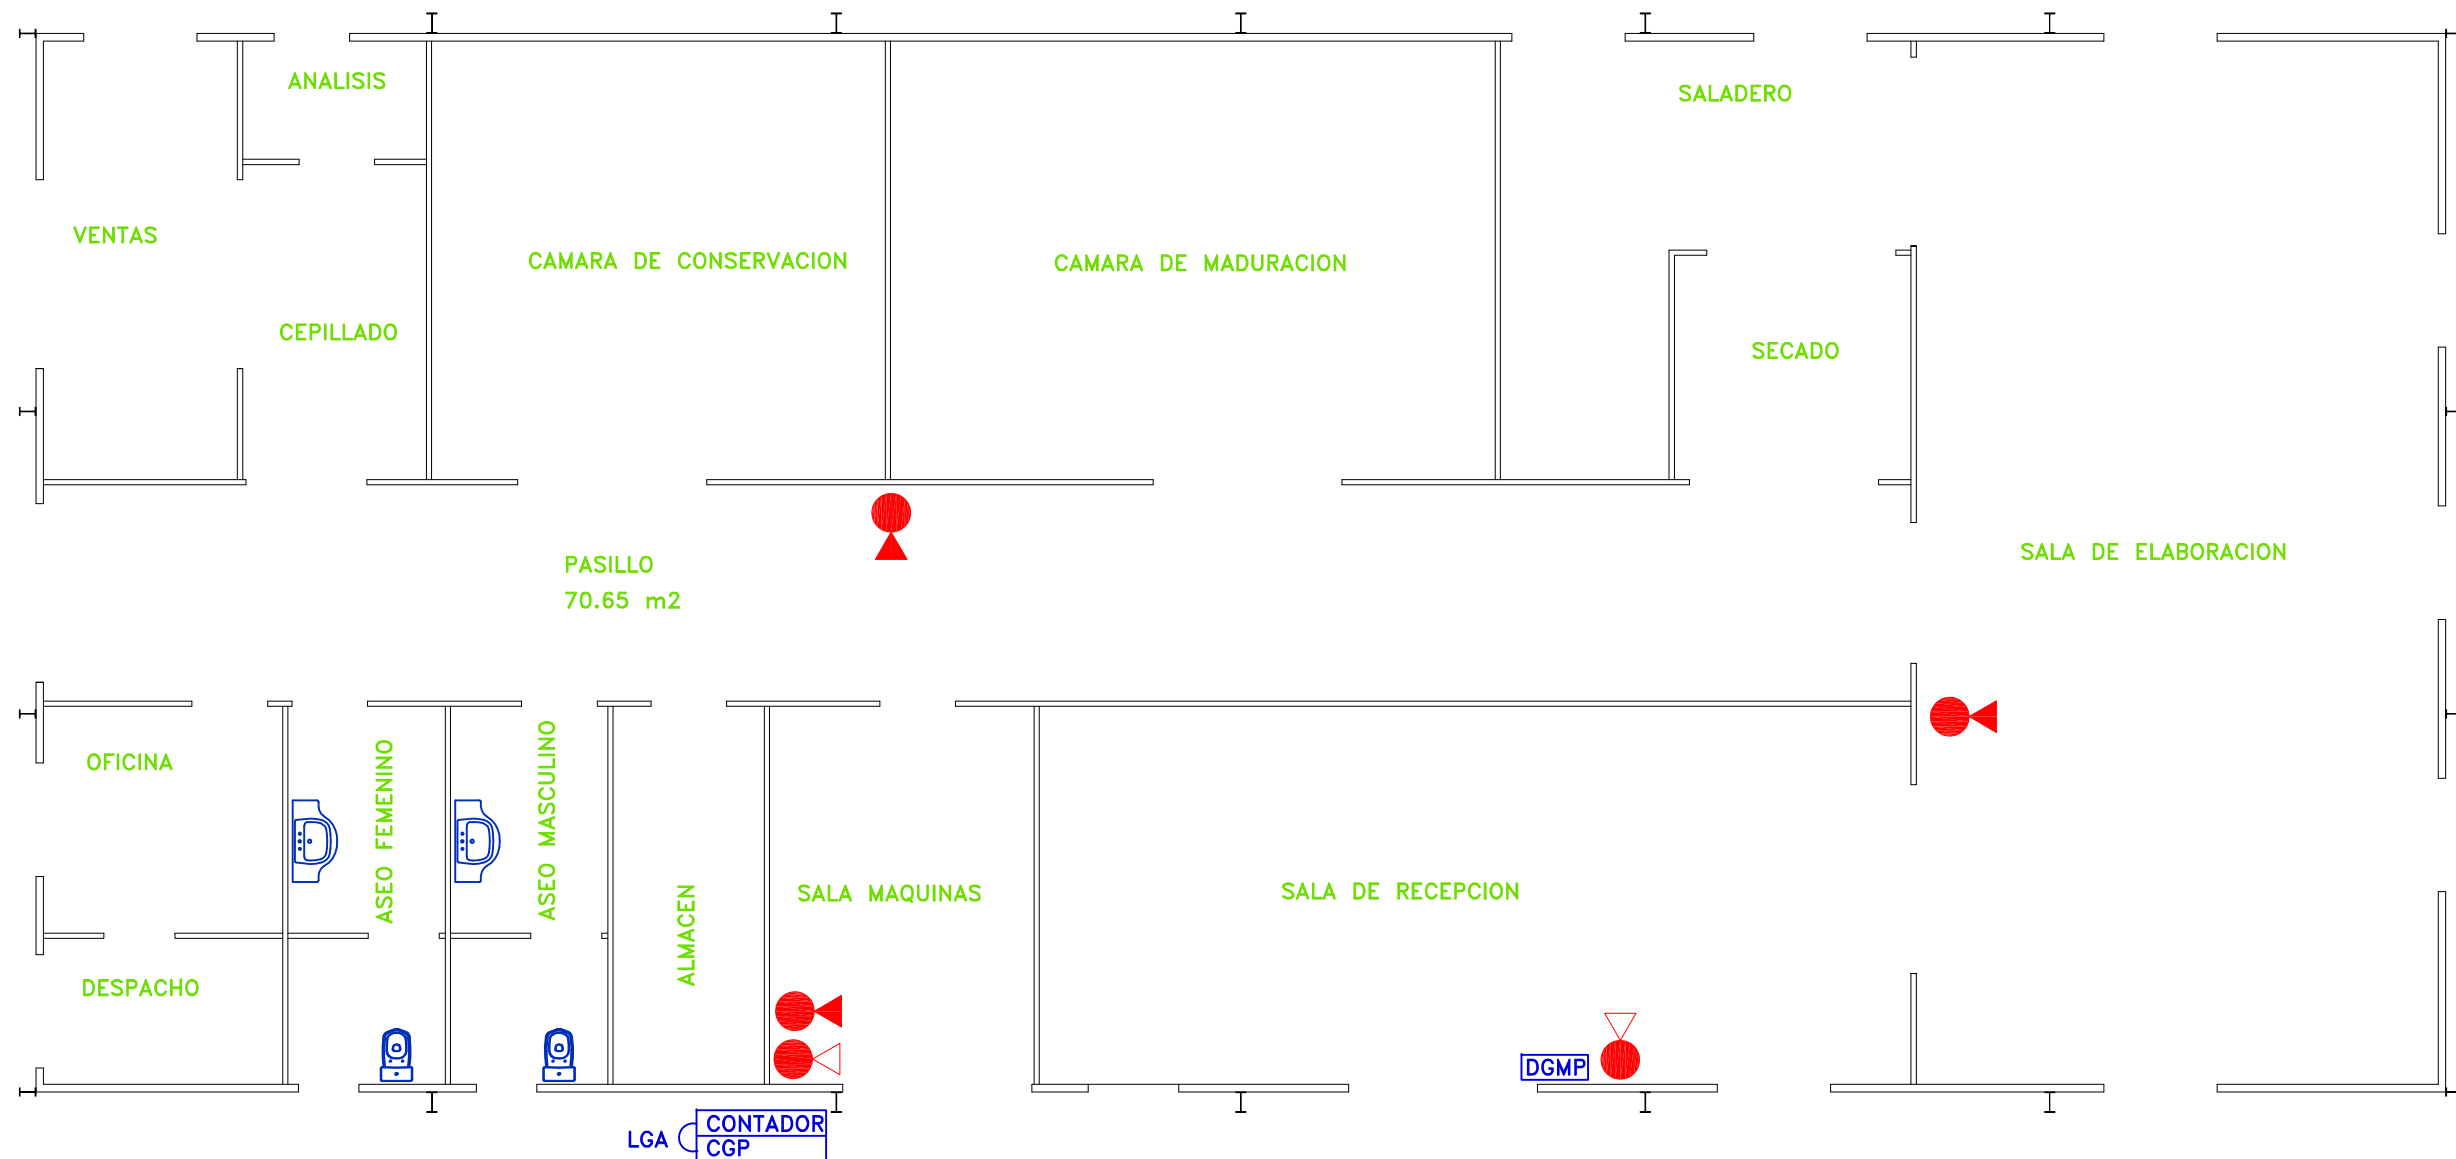 ANALISIS
SALADERO
VENTAS
CAMARA DE CONSERVACION
CAMARA DE MADURACION
CEPILLADO
SECADO
SALA DE ELABORACION
PASILLO
70.65 m2
OFICINA
ASEO FEMENINO
ASEO MASCULINO
ALMACEN
SALA MAQUINAS
SALA DE RECEPCION
DESPACHO
DGMP
CONTADOR
LGA
CGP